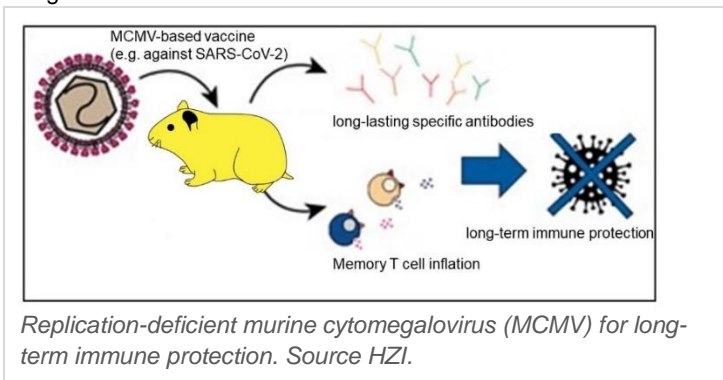 MCMV-based vaccine
(e.g. against SARS-CoV-2)
long-lasting specific antibodies
long-term immune protection
Memory T cell inflation
Replication-deficient murine cytomegalovirus (MCMV) for long-
term immune protection. Source HZI.